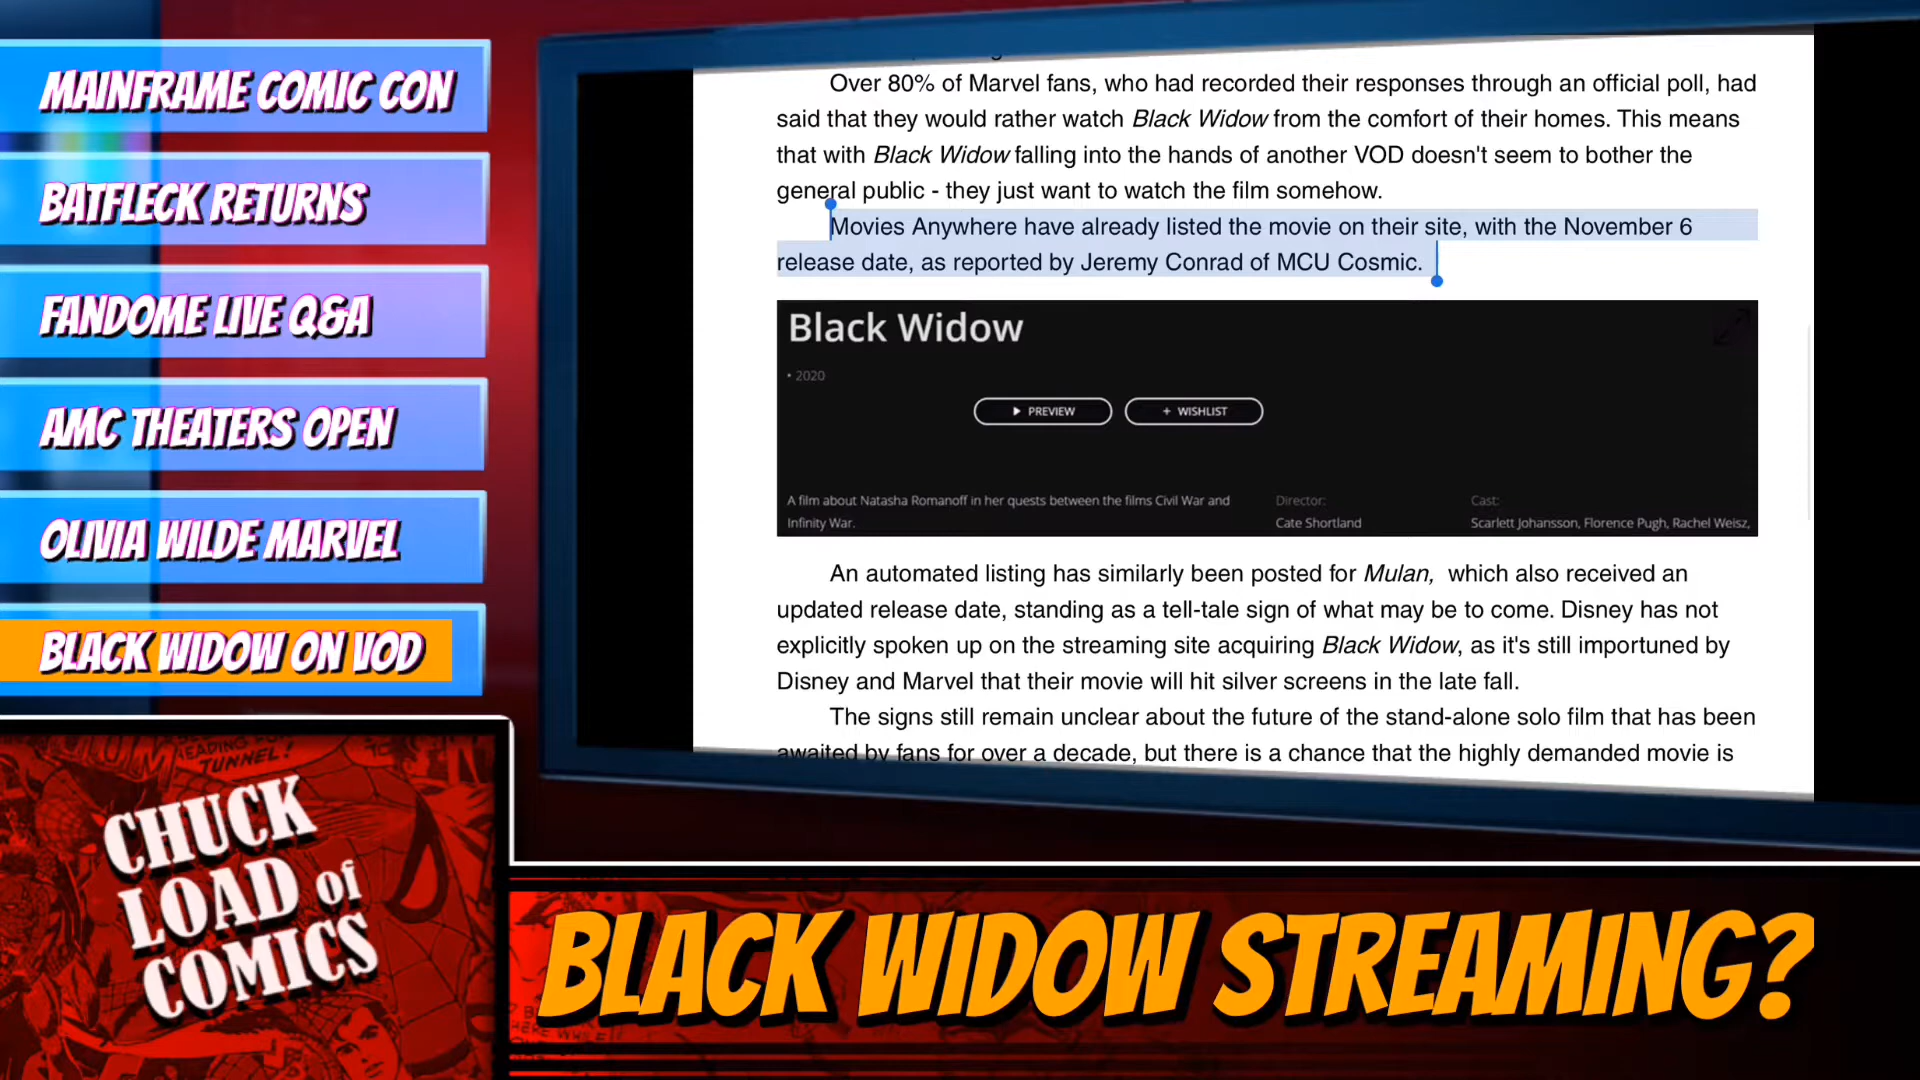 MAINFRAME COMIC CON
BATFLECK RETURNS
FANDOME LIVE Q&A
AMC THEATERS OPEN
OLIVIA WILDE MARVEL
BLACK WIDOW ON VOD
Over 80% of Marvel fans, who had recorded their responses through an official poll, had
said that they would rather watch Black Widow from the comfort of their homes. This means
that with Black Widow falling into the hands of another VOD doesn't seem to bother the
general public - they just want to watch the film somehow.
Movies Anywhere have already listed the movie on their site, with the November 6
release date, as reported by Jeremy Conrad of MCU Cosmic.
Black Widow
• 2020
PREVIEW
+ WISHLIST
A film about Natasha Romanoff in her quests between the films Civil War and
Infinity War.
Director:
Cate Shortland
Cast:
Scarlett Johansson, Florence Pugh, Rachel Weisz,
An automated listing has similarly been posted for Mulan, which also received an
updated release date, standing as a tell-tale sign of what may be to come. Disney has not
explicitly spoken up on the streaming site acquiring Black Widow, as it's still importuned by
Disney and Marvel that their movie will hit silver screens in the late fall.
The signs still remain unclear about the future of the stand-alone solo film that has been
awaited by fans for over a decade, but there is a chance that the highly demanded movie is
TUNNEL!
CHUCK
LOAD of
COMICS
BLACK WIDOW STREAMING?